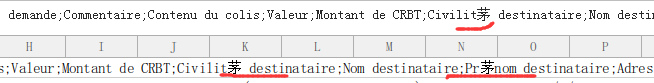 demande;Commentaire;Contenu du colis;Valeur;Montant de CRBT;Civilit茅 destinataire;Nom destin
H I J K L M N O P
s;Valeur;Montant de CRBT;Civilit茅 destinataire;Nom destinataire;Pr茅nom destinataire;Adres